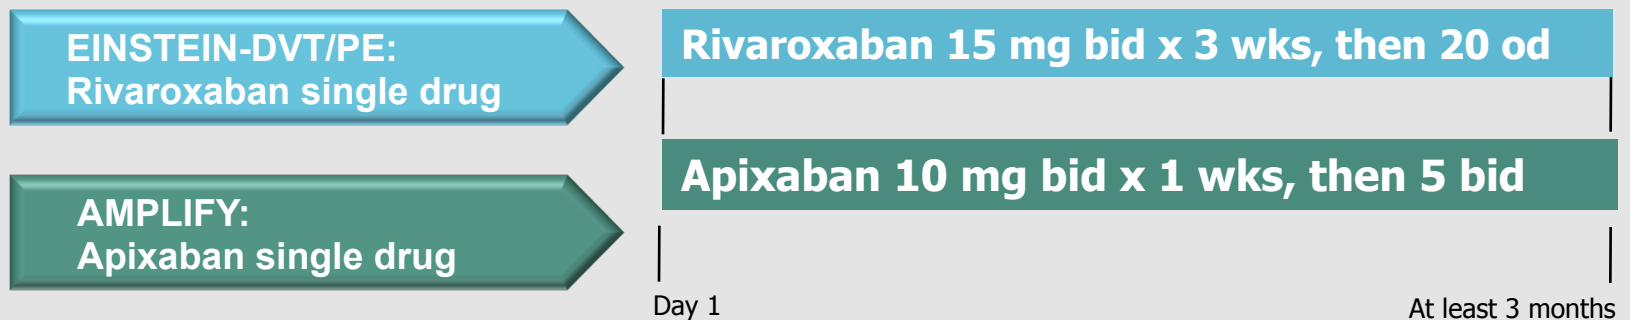 EINSTEIN-DVT/PE:
Rivaroxaban single drug
Rivaroxaban 15 mg bid x 3 wks, then 20 od
AMPLIFY:
Apixaban single drug
Apixaban 10 mg bid x 1 wks, then 5 bid
Day 1
At least 3 months